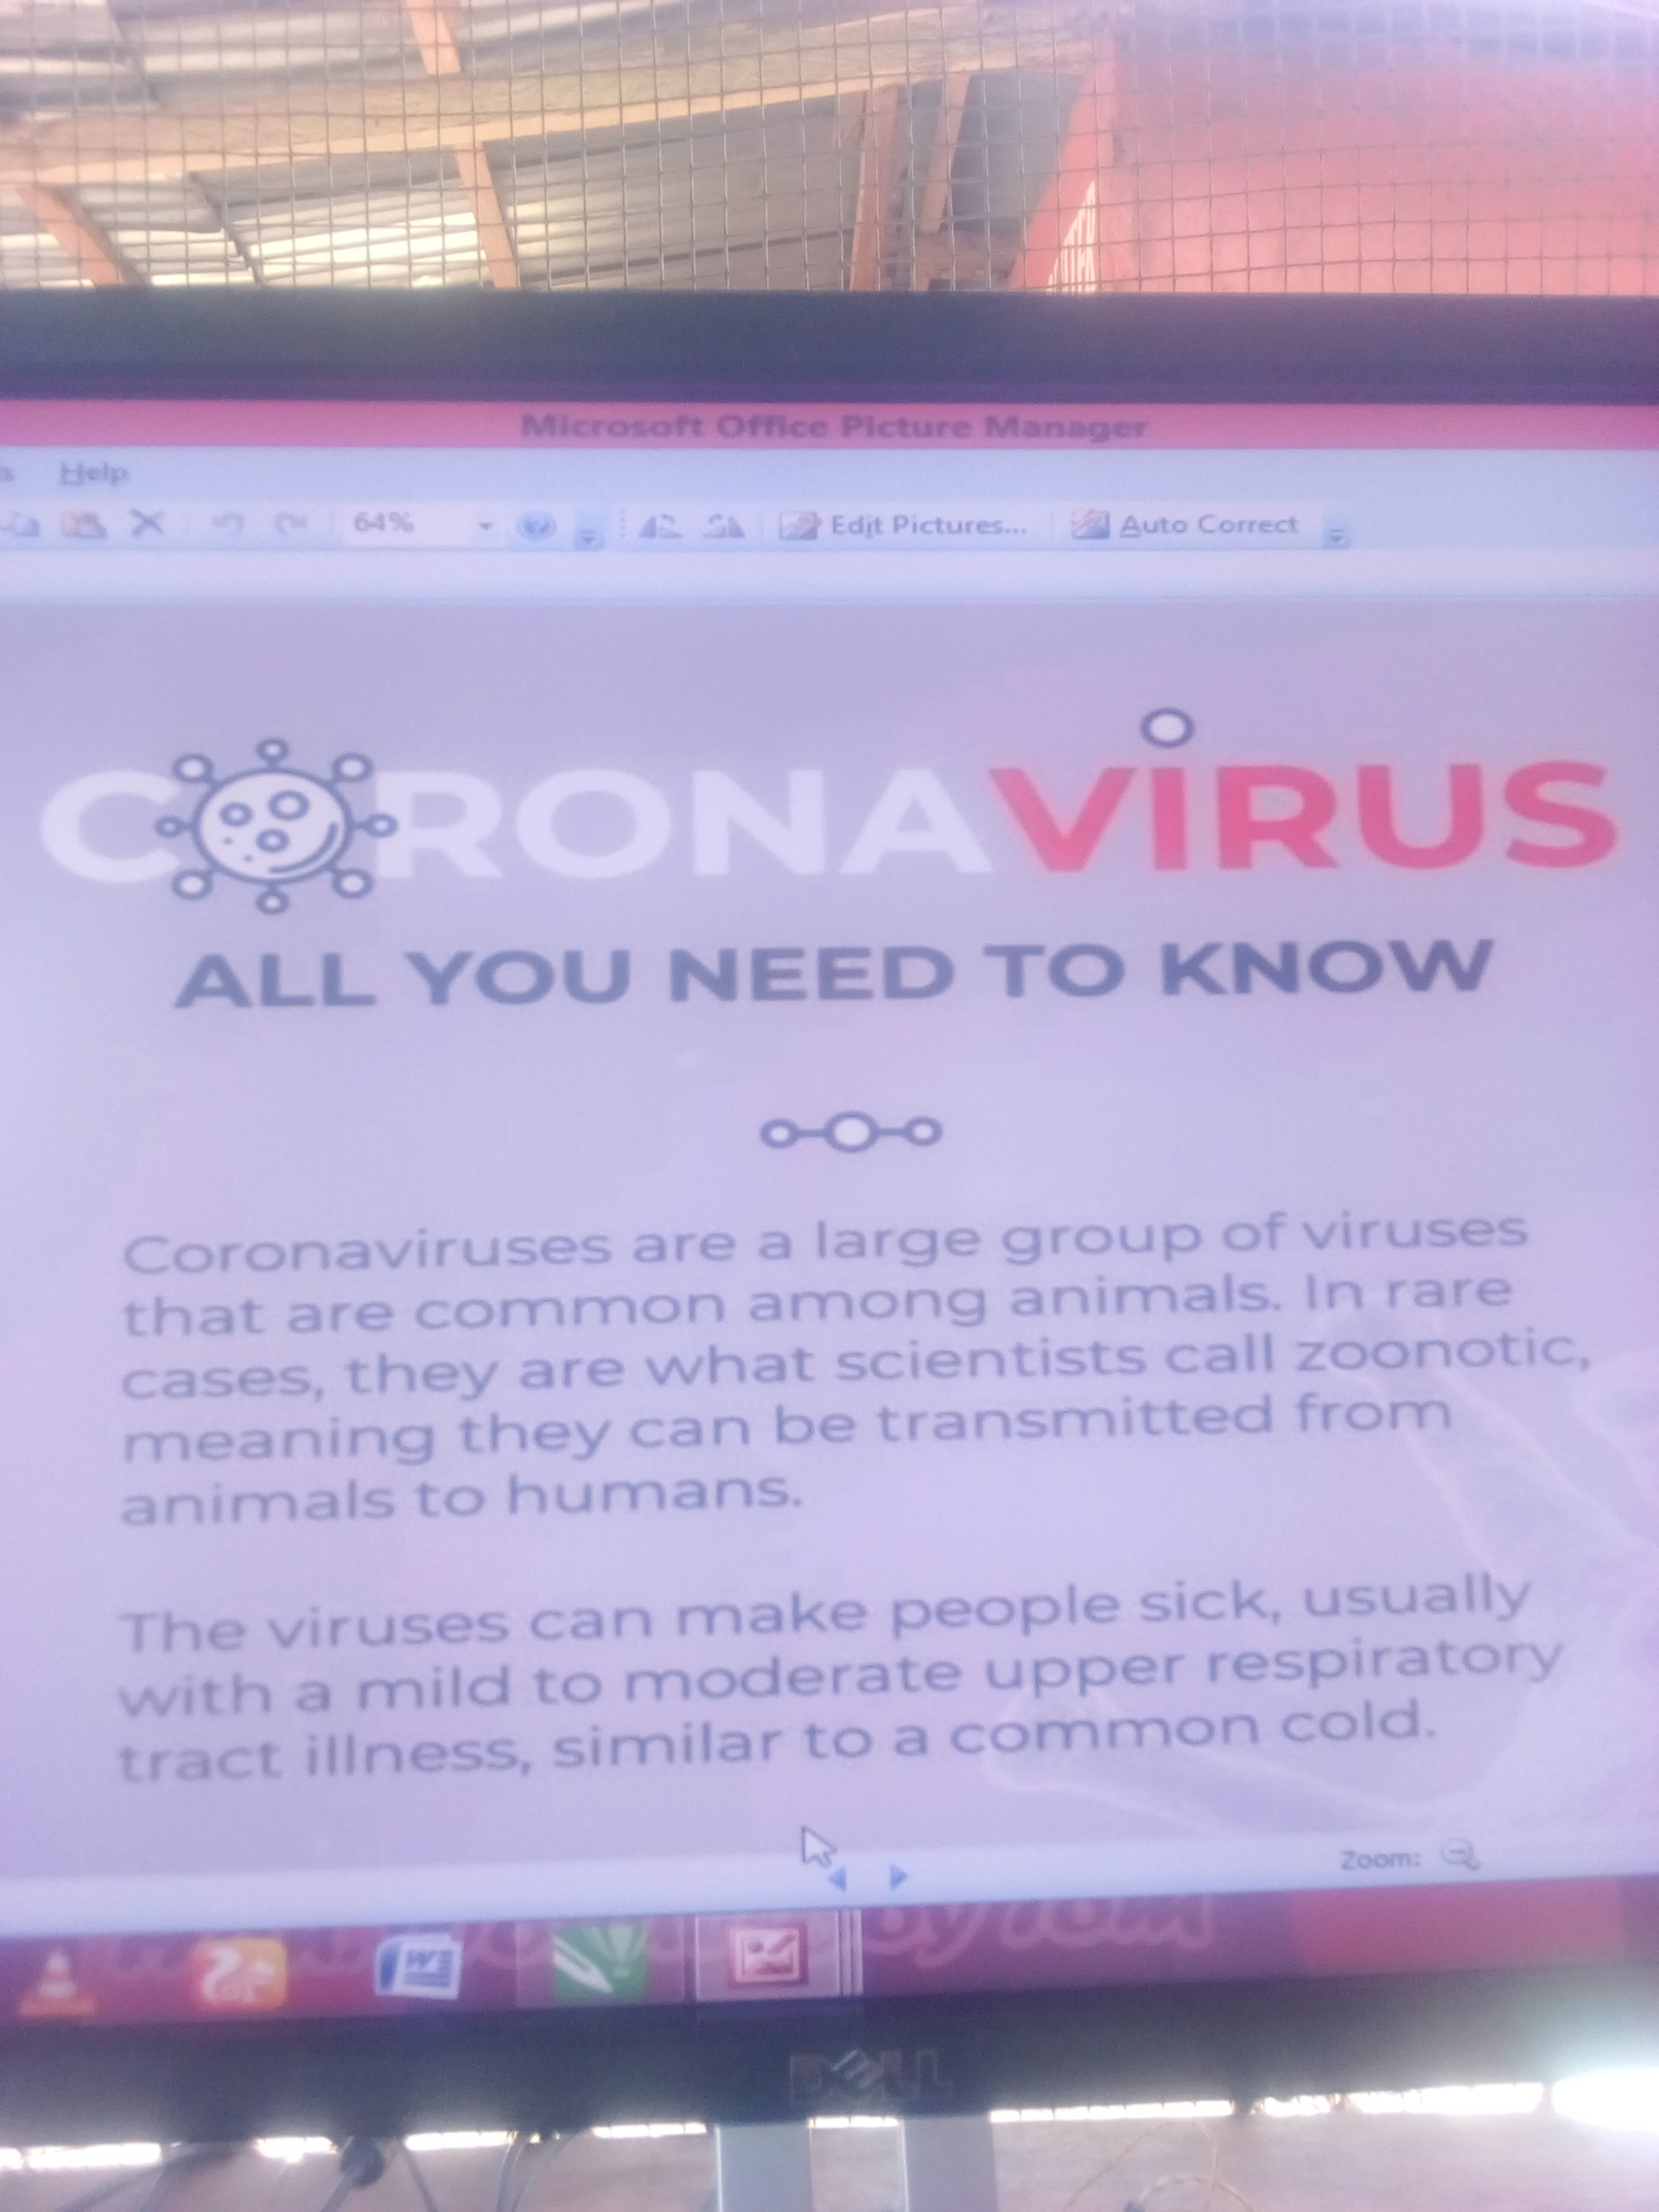 Microsoft Office Picture Manager
Help
64% Edit Pictures... Auto Correct
CORONAVIRUS
ALL YOU NEED TO KNOW
Coronaviruses are a large group of viruses
that are common among animals. In rare
cases, they are what scientists call zoonotic,
meaning they can be transmitted from
animals to humans.
The viruses can make people sick, usually
with a mild to moderate upper respiratory
tract illness, similar to a common cold.
Zoom:
W
DELL